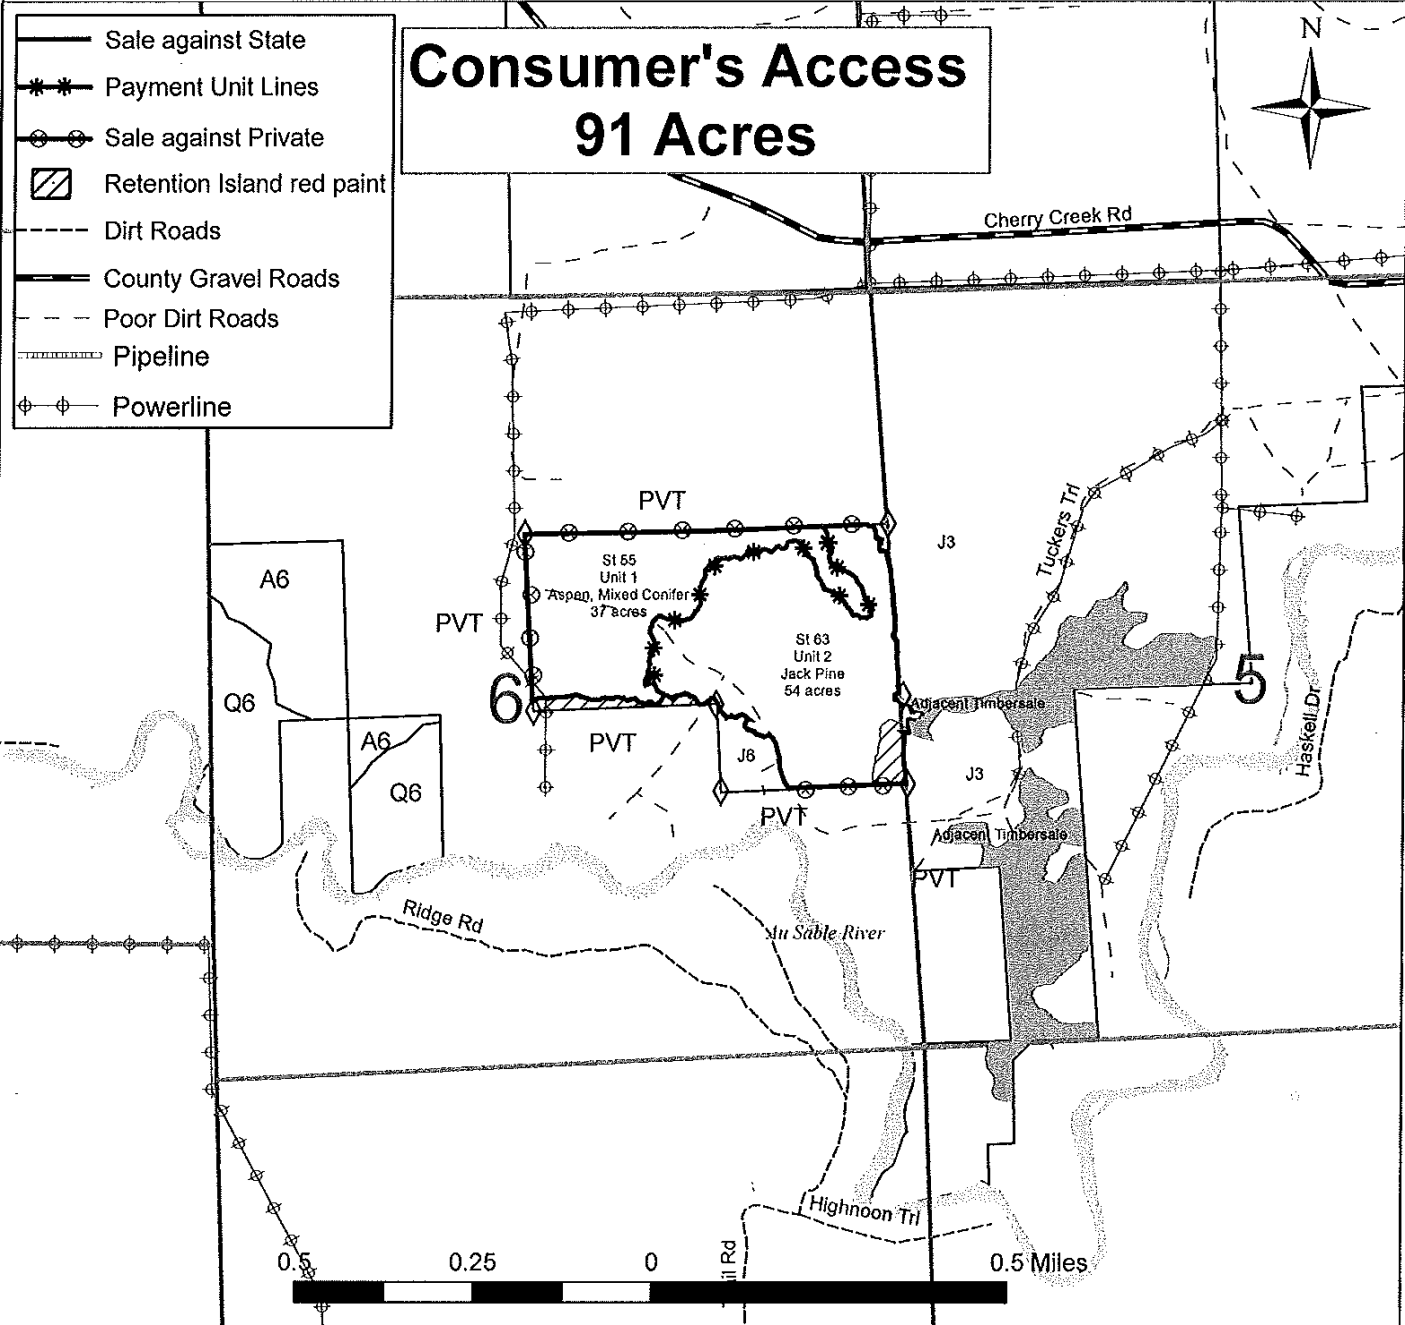 Sale against State
Payment Unit Lines
Sale against Private
Retention Island red paint
Dirt Roads
County Gravel Roads
Poor Dirt Roads
Pipeline
Powerline
Consumer's Access
91 Acres
N
Cherry Creek Rd
PVT
J3
Tuckers Trl
St 55
Unit 1
Aspen, Mixed Conifer
37 acres
A6
PVT
St 63
Unit 2
Jack Pine
54 acres
6
5
Q6
Adjacent Timbersale
Haskell Dr
A6
PVT
J6
J3
Q6
PVT
Adjacent Timbersale
PVT
Ridge Rd
Au Sable River
Highnoon Trl
Rd
0.5 0.25 0 0.5 Miles